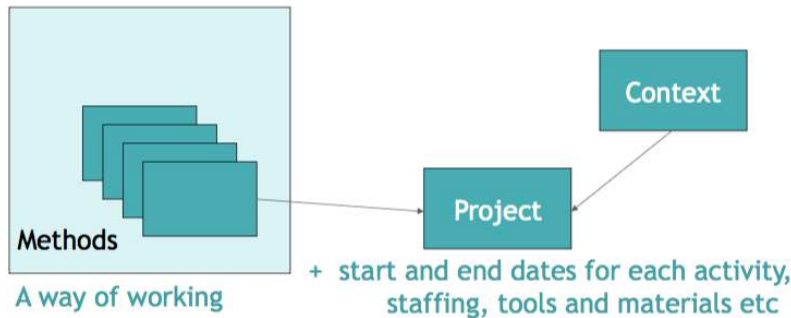 Context
Project
Methods
A way of working
+ start and end dates for each activity,
staffing, tools and materials etc